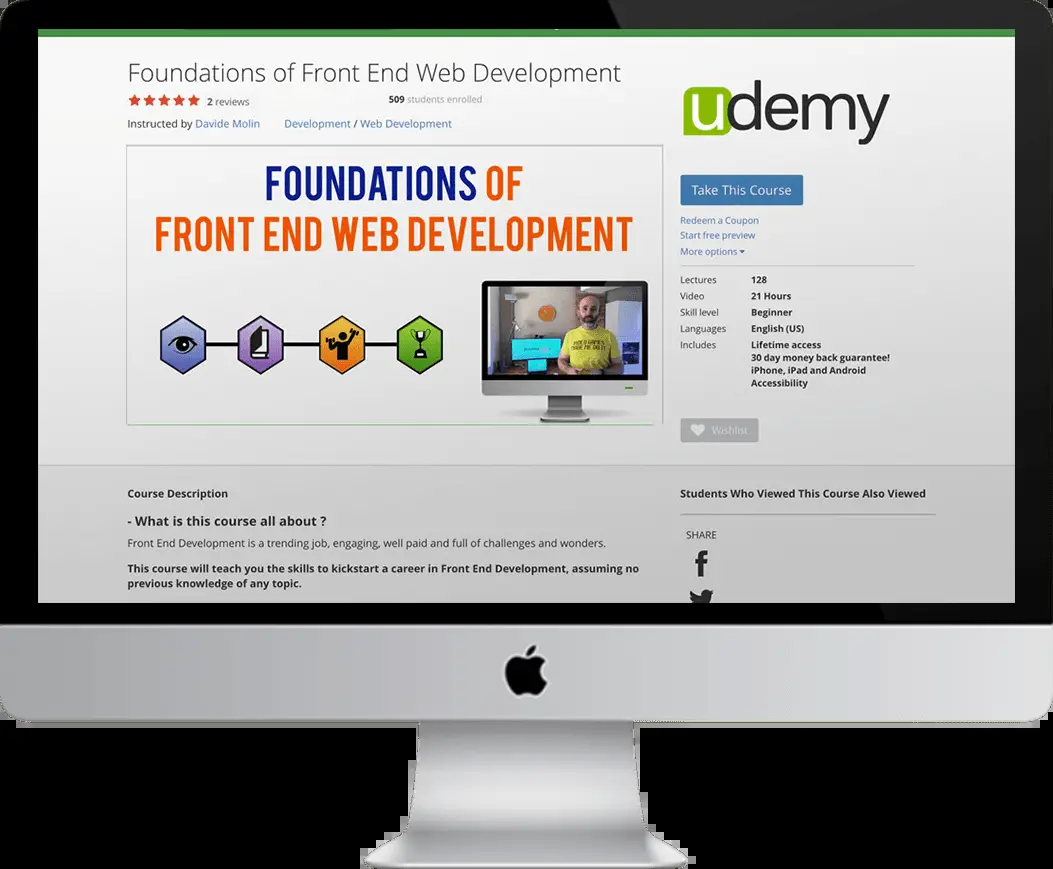 Foundations of Front End Web Development
2 reviews
509 students enrolled
Instructed by Davide Molin
Development / Web Development
FOUNDATIONS OF
FRONT END WEB DEVELOPMENT
udemy
Take This Course
Redeem a Coupon
Start free preview
More options
Lectures 128
Video 21 Hours
Skill level Beginner
Languages English (US)
Includes Lifetime access
30 day money back guarantee!
iPhone, iPad and Android
Accessibility
Wishlist
Course Description
- What is this course all about ?
Front End Development is a trending job, engaging, well paid and full of challenges and wonders.
This course will teach you the skills to kickstart a career in Front End Development, assuming no
previous knowledge of any topic.
Students Who Viewed This Course Also Viewed
SHARE